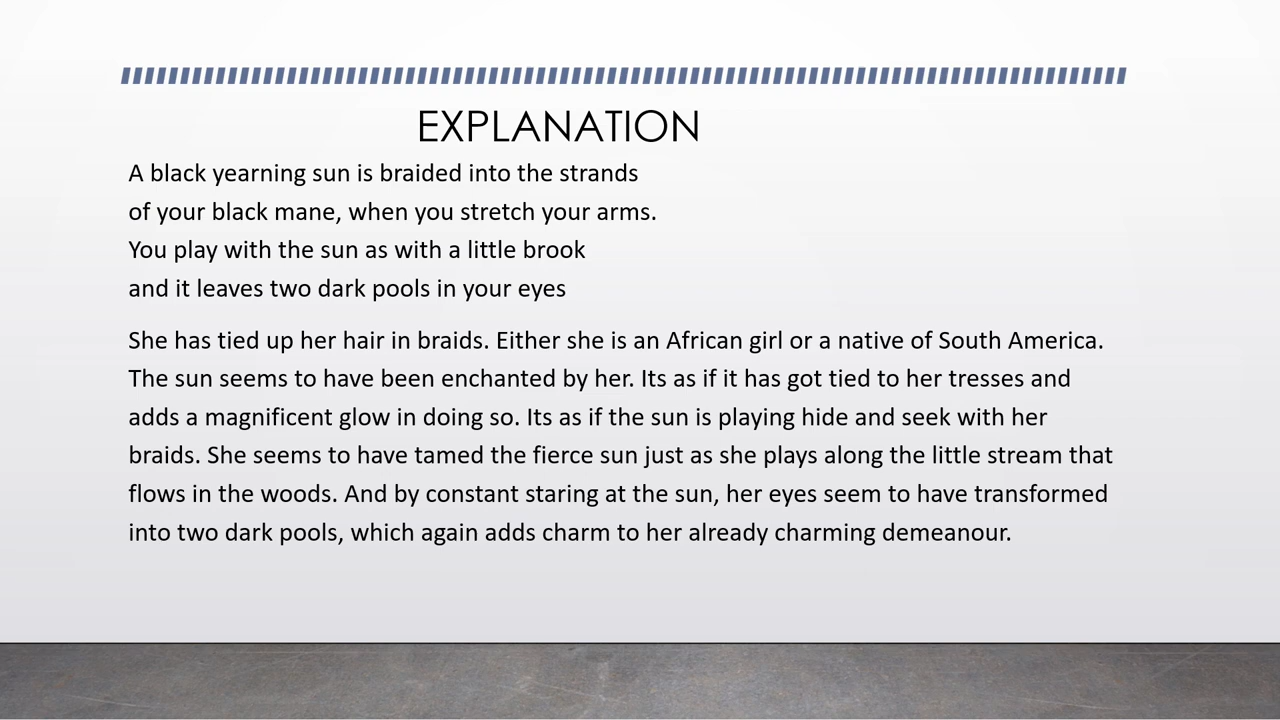 EXPLANATION
A black yearning sun is braided into the strands
of your black mane, when you stretch your arms.
You play with the sun as with a little brook
and it leaves two dark pools in your eyes
She has tied up her hair in braids. Either she is an African girl or a native of South America.
The sun seems to have been enchanted by her. Its as if it has got tied to her tresses and
adds a magnificent glow in doing so. Its as if the sun is playing hide and seek with her
braids. She seems to have tamed the fierce sun just as she plays along the little stream that
flows in the woods. And by constant staring at the sun, her eyes seem to have transformed
into two dark pools, which again adds charm to her already charming demeanour.